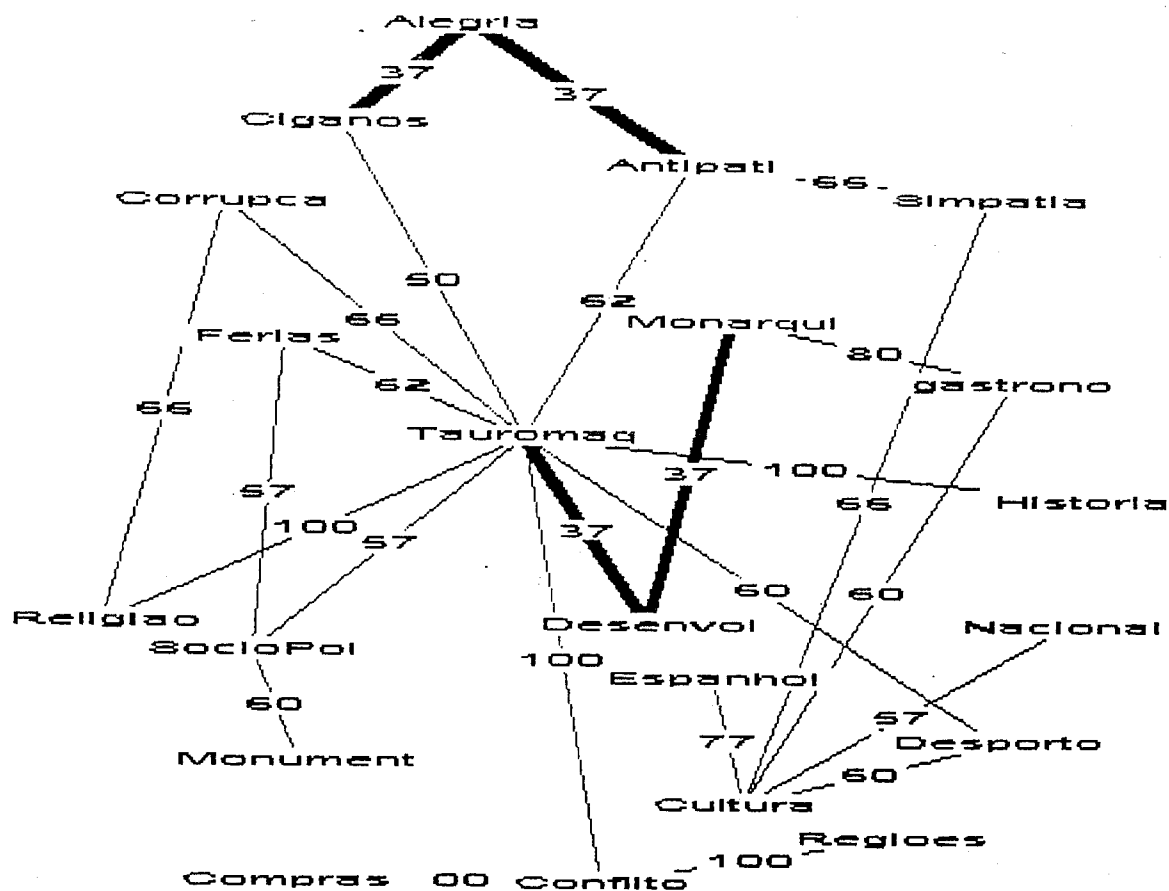 Alegria
37
37
Ciganos
Antipati
66
Simpatia
Corrupca
50
62
66
Monarqui
Ferias
80
62
gastrono
66
Tauromaq
37
100
57
66
Historia
100
57
37
60
60
Religiao
Desenvol
Nacional
SocioPol
100
Espanhol
60
57
77
Desporto
Monument
60
Cultura
Regioes
100
Compras 00 Conflito